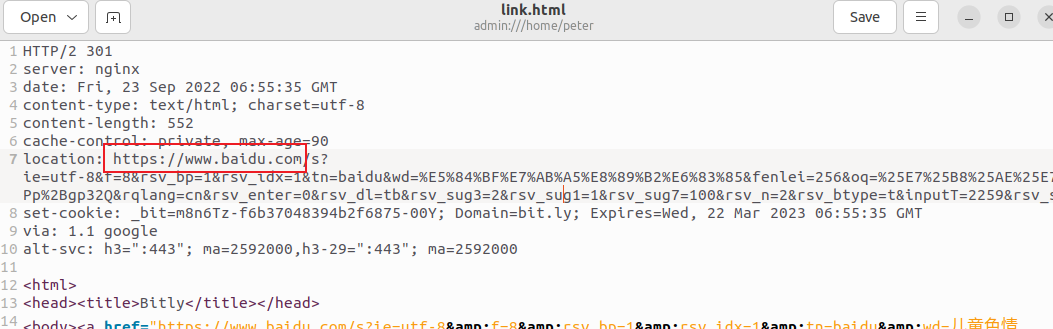 Open
link.html
admin:///home/peter
Save
1 HTTP/2 301
2 server: nginx
3 date: Fri, 23 Sep 2022 06:55:35 GMT
4 content-type: text/html; charset=utf-8
5 content-length: 552
6 cache-control: private, max-age=90
7 location: https://www.baidu.com/s?
ie=utf-8&f=8&rsv_bp=1&rsv_idx=1&tn=baidu&wd=%E5%84%BF%E7%AB%A5%E8%89%B2%E6%83%85&fenlei=256&oq=%25E7%25B8%25AE%25E7
Pp%2Bgp32Q&rqlang=cn&rsv_enter=0&rsv_dl=tb&rsv_sug3=2&rsv_sug1=1&rsv_sug7=100&rsv_n=2&rsv_btype=t&inputT=2259&rsv_s
8 set-cookie: _bit=m8n6Tz-f6b37048394b2f6875-00Y; Domain=bit.ly; Expires=Wed, 22 Mar 2023 06:55:35 GMT
9 via: 1.1 google
10 alt-svc: h3=":443"; ma=2592000,h3-29=":443"; ma=2592000
11
12 <html>
13 <head><title>Bitly</title></head>
14 <body><a href="https://www.baidu.com/s?ie=utf-8&amp;f=8&amp;rsv_bp=1&amp;rsv_idx=1&amp;tn=baidu&amp;wd=儿童色情